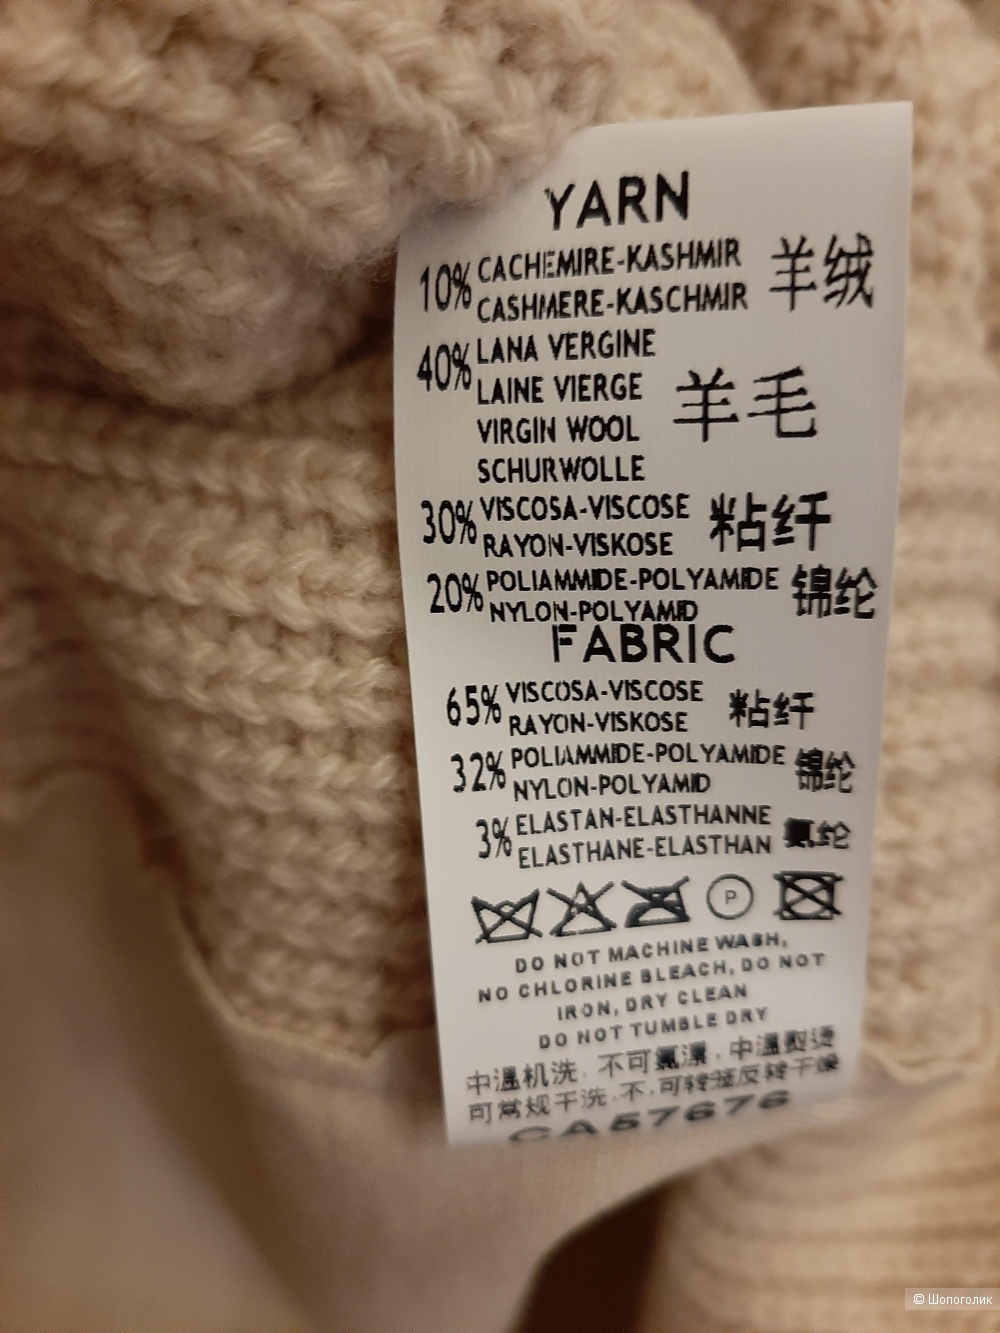 YARN
10% CACHEMIRE-KASHMIR 羊绒
CASHMERE-KASCHMIR
40% LANA VERGINE
LAINE VIERGE 羊毛
VIRGIN WOOL
SCHURWOLLE
30% VISCOSA-VISCOSE 粘纤
RAYON-VISKOSE
20% POLIAMMIDE-POLYAMIDE 锦纶
NYLON-POLYAMID
FABRIC
65% VISCOSA-VISCOSE 粘纤
RAYON-VISKOSE
32% POLIAMMIDE-POLYAMIDE 锦纶
NYLON-POLYAMID
3% ELASTAN-ELASTHANNE 氨纶
ELASTHANE-ELASTHAN
P
DO NOT MACHINE WASH,
NO CHLORINE BLEACH, DO NOT
IRON, DRY CLEAN
DO NOT TUMBLE DRY
中温机洗, 不可氯漂, 中温熨烫
可常规干洗, 不, 可转笼反转干燥
CA57676
© Шопоголик